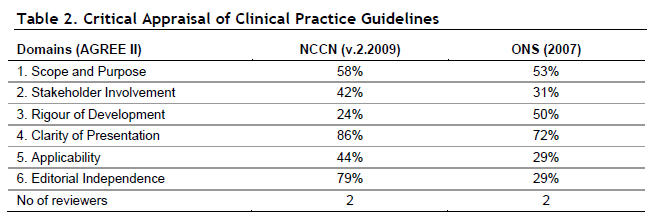 Table 2. Critical Appraisal of Clinical Practice Guidelines
Domains (AGREE II) NCCN (v.2.2009) ONS (2007)
1. Scope and Purpose 58% 53%
2. Stakeholder Involvement 42% 31%
3. Rigour of Development 24% 50%
4. Clarity of Presentation 86% 72%
5. Applicability 44% 29%
6. Editorial Independence 79% 29%
No of reviewers 2 2